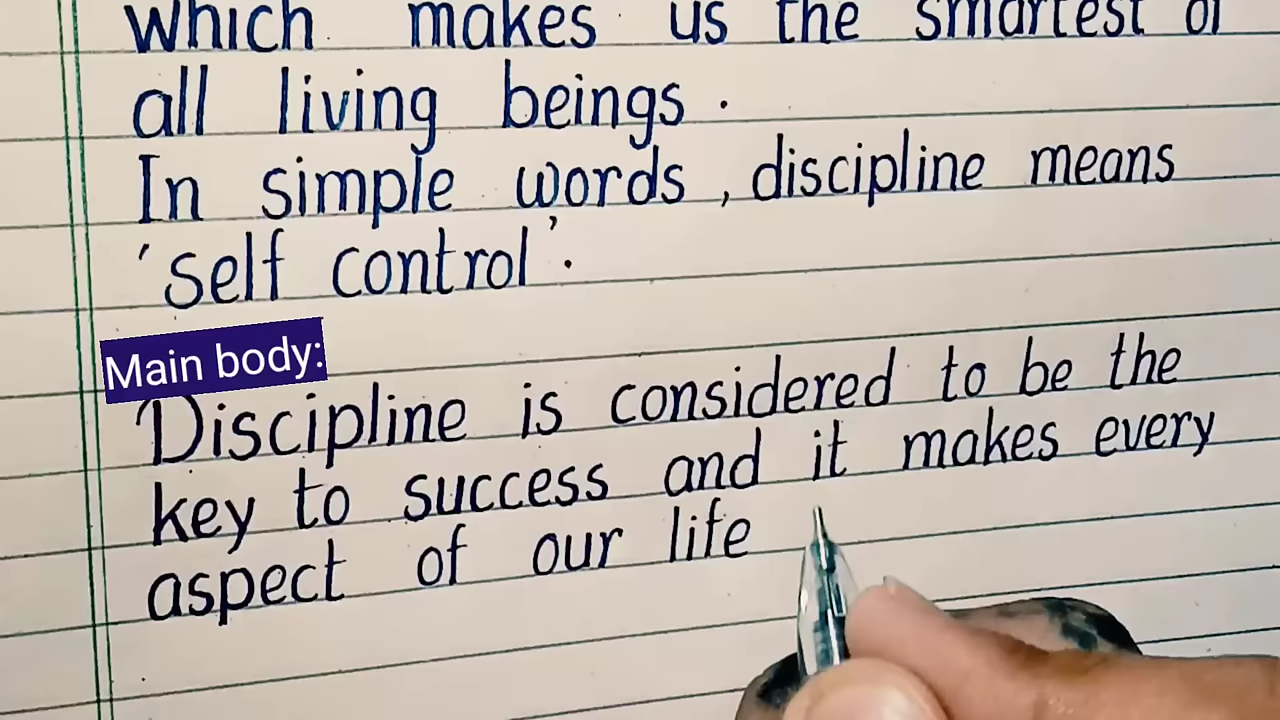 which makes us the smartest of
all living beings.
In simple words, discipline means
'self control'.
Main body:
Discipline is considered to be the
key to success and it makes every
aspect of our life